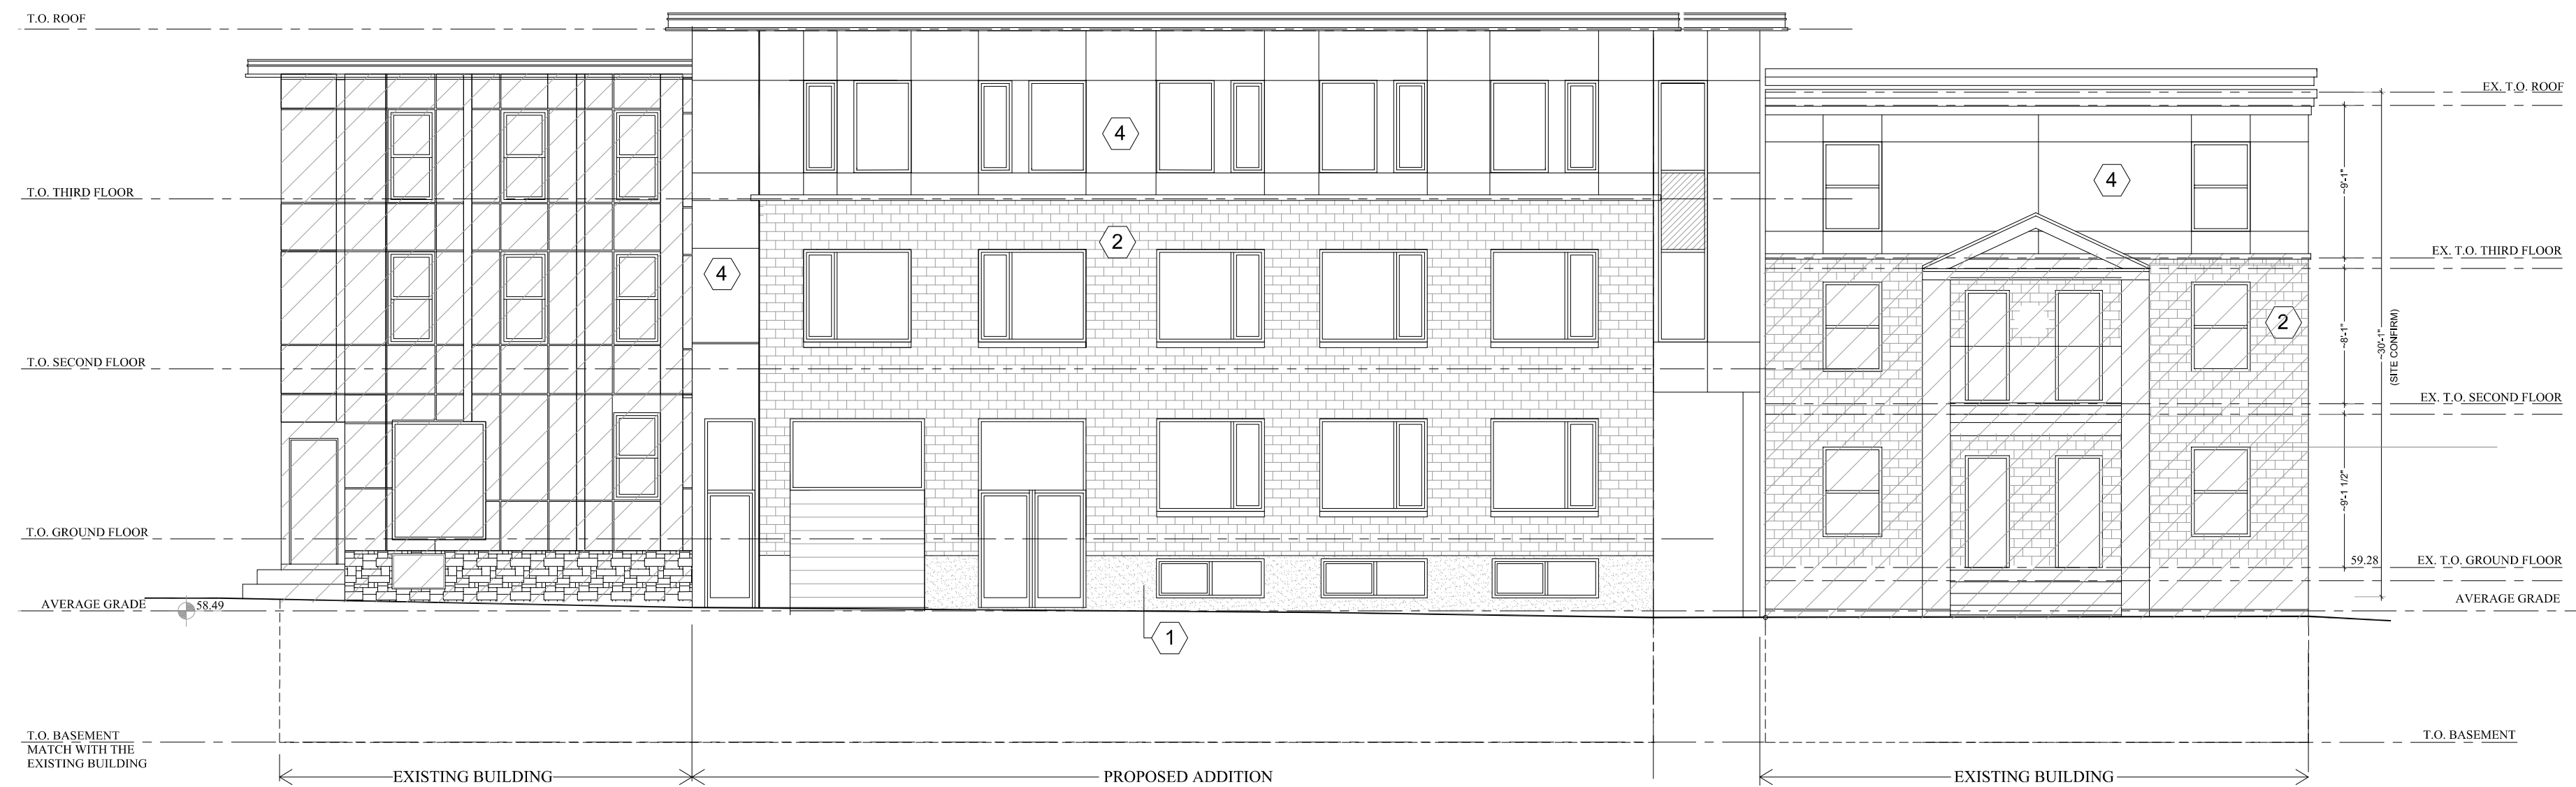 T.O. ROOF
EX. T.O. ROOF
4
~9'-1"
4
T.O. THIRD FLOOR
2
EX. T.O. THIRD FLOOR
4
2
~8'-1"
~30'-1"
(SITE CONFIRM)
T.O. SECOND FLOOR
EX. T.O. SECOND FLOOR
~9'-1 1/2"
T.O. GROUND FLOOR
59.28
EX. T.O. GROUND FLOOR
AVERAGE GRADE
58.49
AVERAGE GRADE
1
T.O. BASEMENT
MATCH WITH THE
EXISTING BUILDING
T.O. BASEMENT
EXISTING BUILDING
PROPOSED ADDITION
EXISTING BUILDING